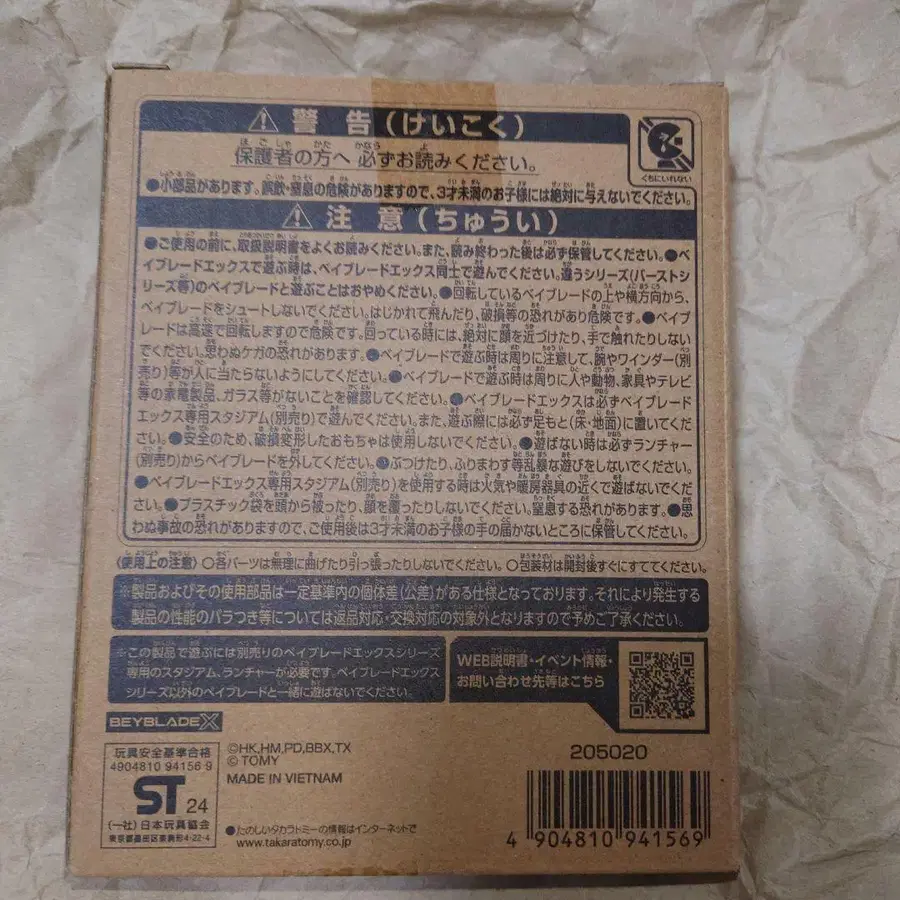 ⚠ 警告(けいこく)
保護者の方へ 必ずお読みください。
くちにいれない
●小部品があります。誤飲・窒息の危険がありますので、3才未満のお子様には絶対に与えないでください。
⚠ 注意(ちゅうい)
●ご使用の前に、取扱説明書をよくお読みください。また、読み終わった後は必ず保管してください。●ベ
イブレードエックスで遊ぶ時は、ベイブレードエックス同士で遊んでください。違うシリーズ(バーストシ
リーズ等)のベイブレードと遊ぶことはおやめください。●回転しているベイブレードの上や横方向から、
ベイブレードをシュートしないでください。はじかれて飛んだり、破損等の恐れがあり危険です。●ベイブ
レードは高速で回転しますので危険です。回っている時には、絶対に顔を近づけたり、手で触れたりしない
でください。思わぬケガの恐れがあります。●ベイブレードで遊ぶ時は周りに注意して、腕やワインダー(別
売り)等が人に当たらないようにしてください。●ベイブレードで遊ぶ時は周りに人や動物、家具やテレビ
等の家電製品、ガラス等がないことを確認してください。●ベイブレードエックスは必ずベイブレード
エックス専用スタジアム(別売り)で遊んでください。また、遊ぶ際には必ず足もと(床・地面)に置いてくだ
さい。●安全のため、破損変形したおもちゃは使用しないでください。●遊ばない時は必ずランチャー
(別売り)からベイブレードを外してください。●ぶつけたり、ふりまわす等乱暴な遊びをしないでください。
●ベイブレードエックス専用スタジアム(別売り)を使用する時は火気や暖房器具の近くで遊ばないでくだ
さい。●プラスチック袋を頭から被ったり、顔を覆ったりしないでください。窒息する恐れがあります。●思
わぬ事故の恐れがありますので、ご使用後は3才未満のお子様の手の届かないところに保管してください。
(使用上の注意) ○各パーツは無理に曲げたり引っ張ったりしないでください。 ○包装材は開封後すぐにすててください。
※製品およびその使用部品は一定基準内の個体差(公差)がある仕様となっております。それにより発生する
製品の性能のバラつき等については返品対応・交換対応の対象外となりますので予めご了承ください。
※この製品で遊ぶには別売りのベイブレードエックスシリーズ
専用のスタジアム、ランチャーが必要です。ベイブレードエックス
シリーズ以外のベイブレードと一緒に遊ばないでください。
WEB説明書・イベント情報・
お問い合わせ先等はこちら
BEYBLADE X
玩具安全基準合格
4904810 94156 9
ST 24
(一社)日本玩具協会
東京都墨田区東駒形4-22-4
©HK,HM,PD,BBX,TX
© TOMY
MADE IN VIETNAM
●たのしいタカラトミーの情報はインターネットで
www.takaratomy.co.jp
205020
4 904810 941569